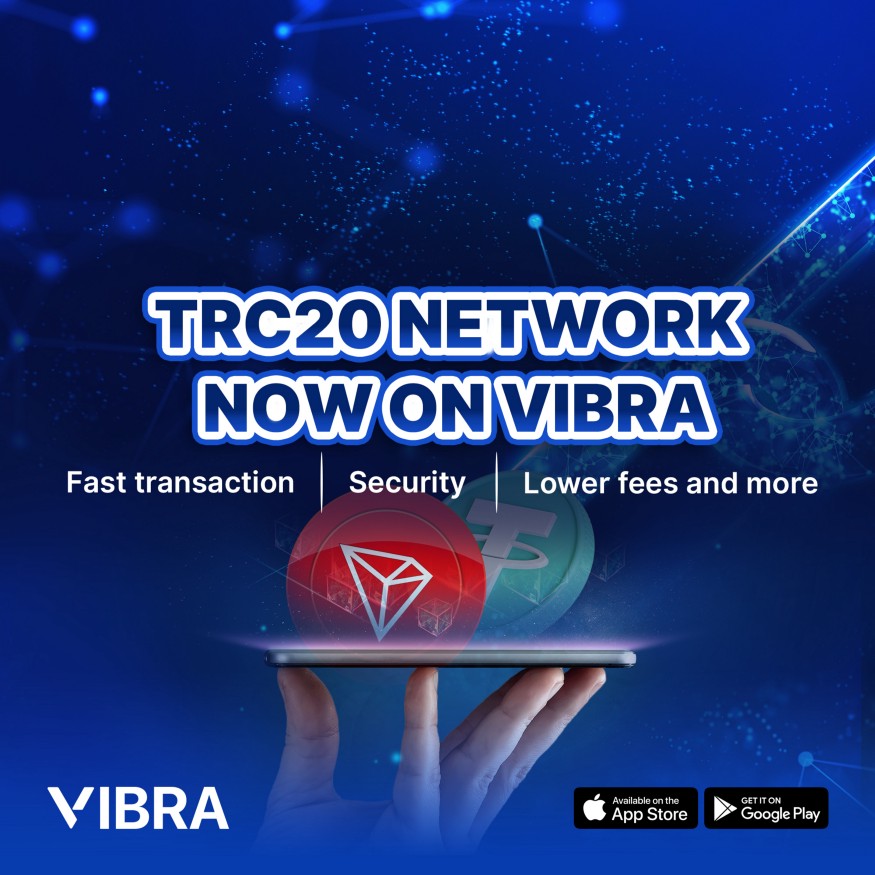 TRC20 NETWORK
NOW ON VIBRA
Fast transaction | Security | Lower fees and more
VIBRA
Available on the
App Store
GET IT ON
Google Play